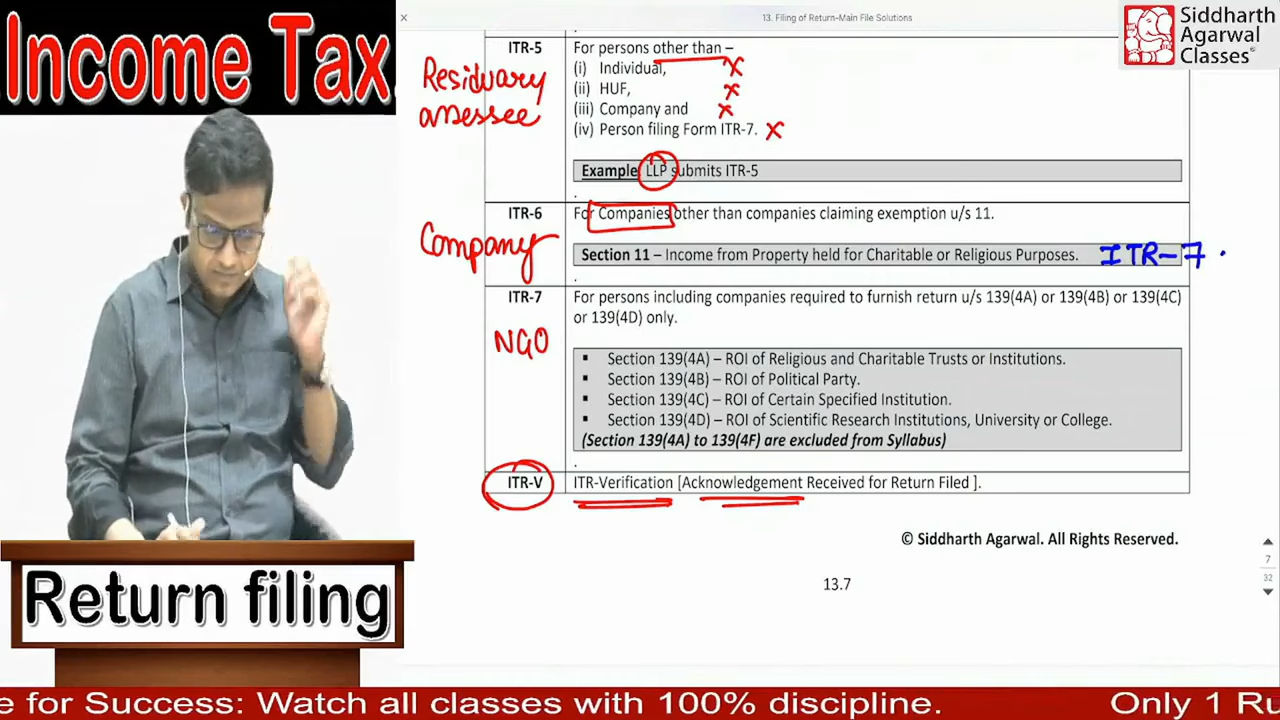 Income Tax.
13. Filing of Return-Main File Solutions
Siddharth
Agarwal
Classes®
ITR-5
Residuary
assessee
For persons other than –
(i) Individual, x
(ii) HUF, x
(iii) Company and x
(iv) Person filing Form ITR-7. x
Example: LLP submits ITR-5
ITR-6
Company
For Companies other than companies claiming exemption u/s 11.
Section 11 – Income from Property held for Charitable or Religious Purposes. ITR-7.
ITR-7
NGO
For persons including companies required to furnish return u/s 139(4A) or 139(4B) or 139(4C)
or 139(4D) only.
▪ Section 139(4A) – ROI of Religious and Charitable Trusts or Institutions.
▪ Section 139(4B) – ROI of Political Party.
▪ Section 139(4C) – ROI of Certain Specified Institution.
▪ Section 139(4D) – ROI of Scientific Research Institutions, University or College.
(Section 139(4A) to 139(4F) are excluded from Syllabus)
ITR-V
ITR-Verification [Acknowledgement Received for Return Filed ].
© Siddharth Agarwal. All Rights Reserved.
7
32
13.7
Return filing
e for Success: Watch all classes with 100% discipline. Only 1 Ru